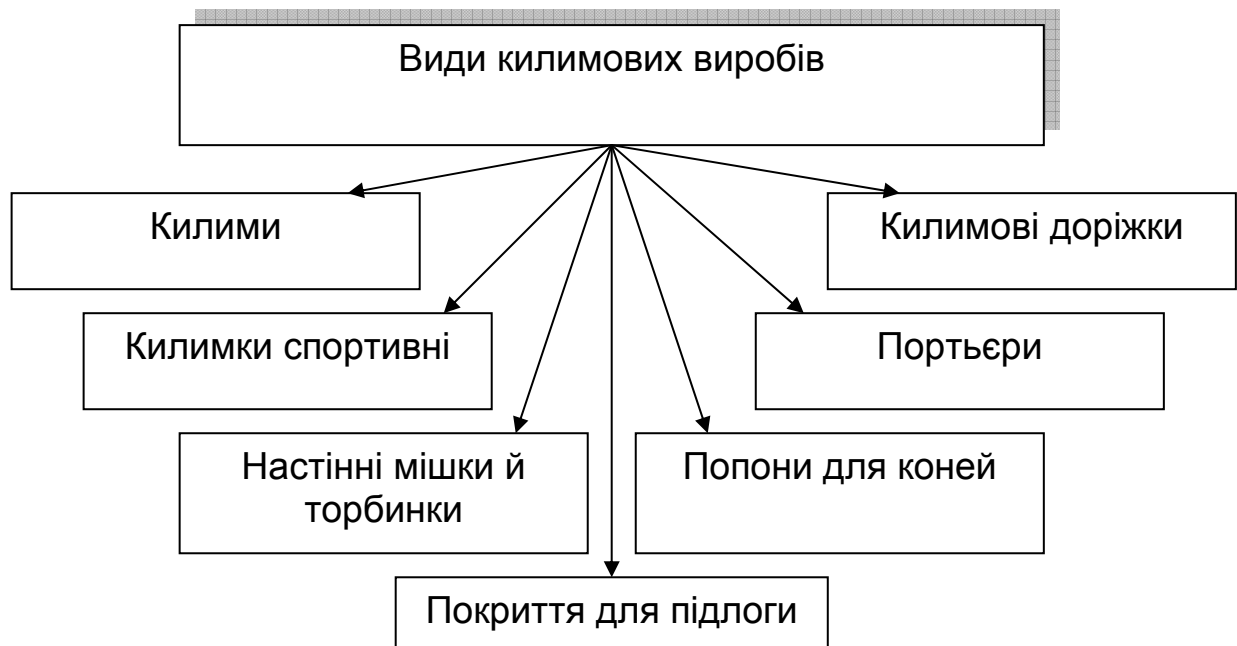 Види килимових виробів
Килими
Килимові доріжки
Килимки спортивні
Портьєри
Настінні мішки й
торбинки
Попони для коней
Покриття для підлоги